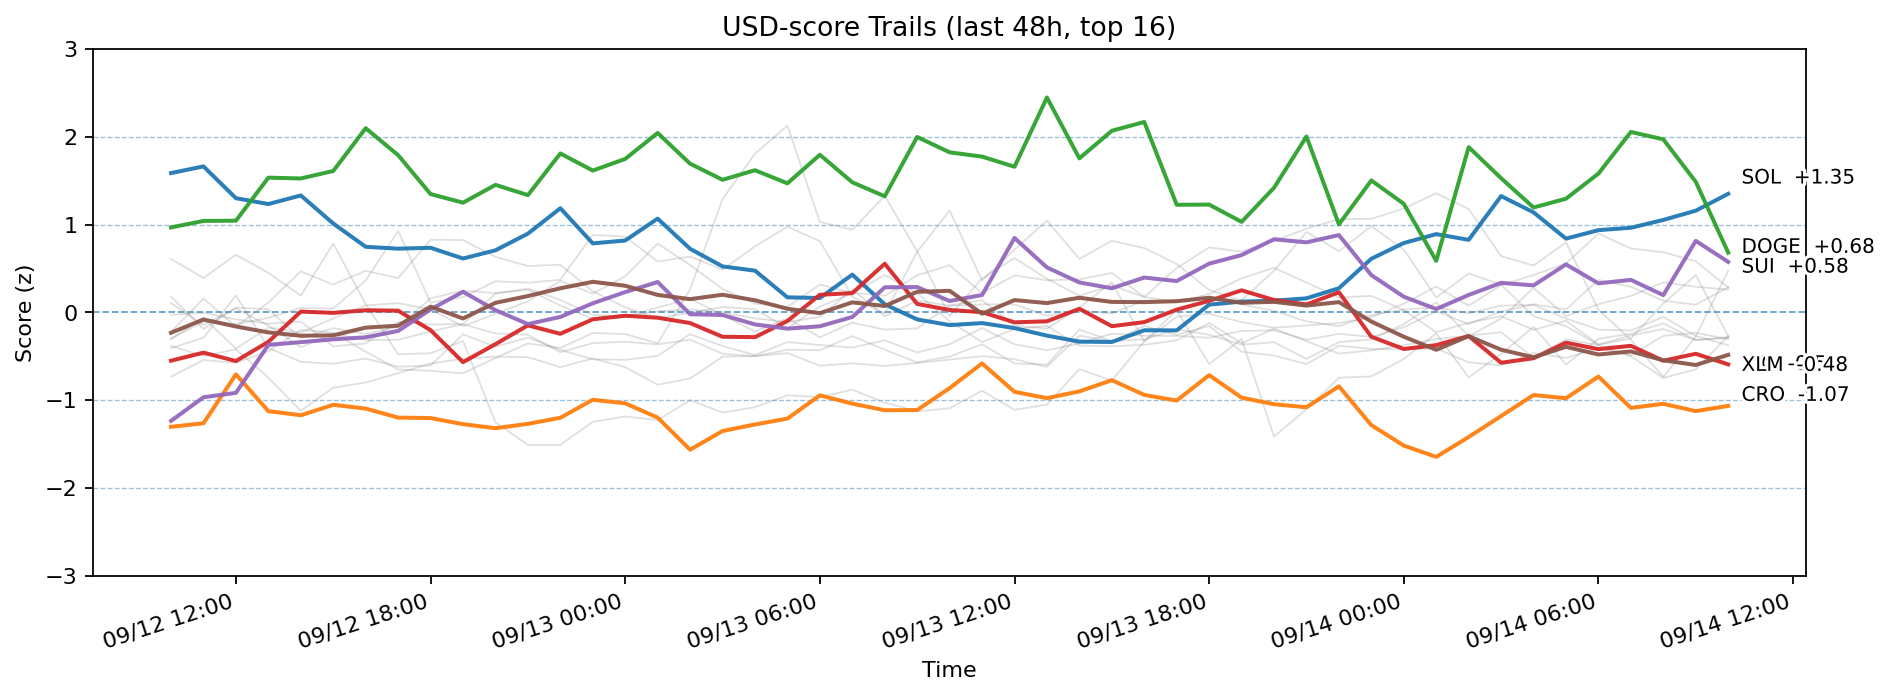 USD-score Trails (last 48h, top 16)
Score (z)
3
2
1
0
−1
−2
−3
SOL +1.35
DOGE +0.68
SUI +0.58
XLM -0.48
CRO -1.07
09/12 12:00
09/12 18:00
09/13 00:00
09/13 06:00
09/13 12:00
09/13 18:00
09/14 00:00
09/14 06:00
09/14 12:00
Time